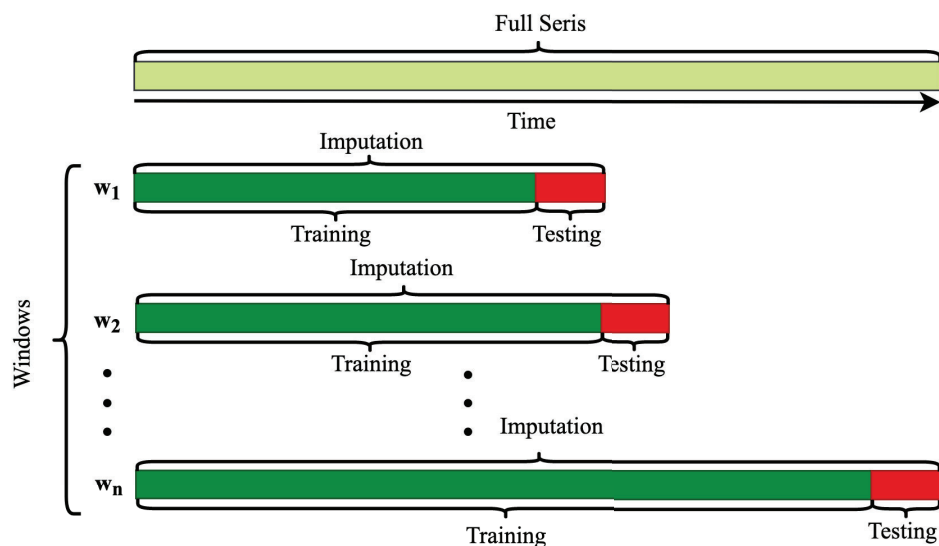 Full Seris
Time
Imputation
w1
Training
Testing
Imputation
w2
Training
Testing
Windows
Imputation
wn
Training
Testing